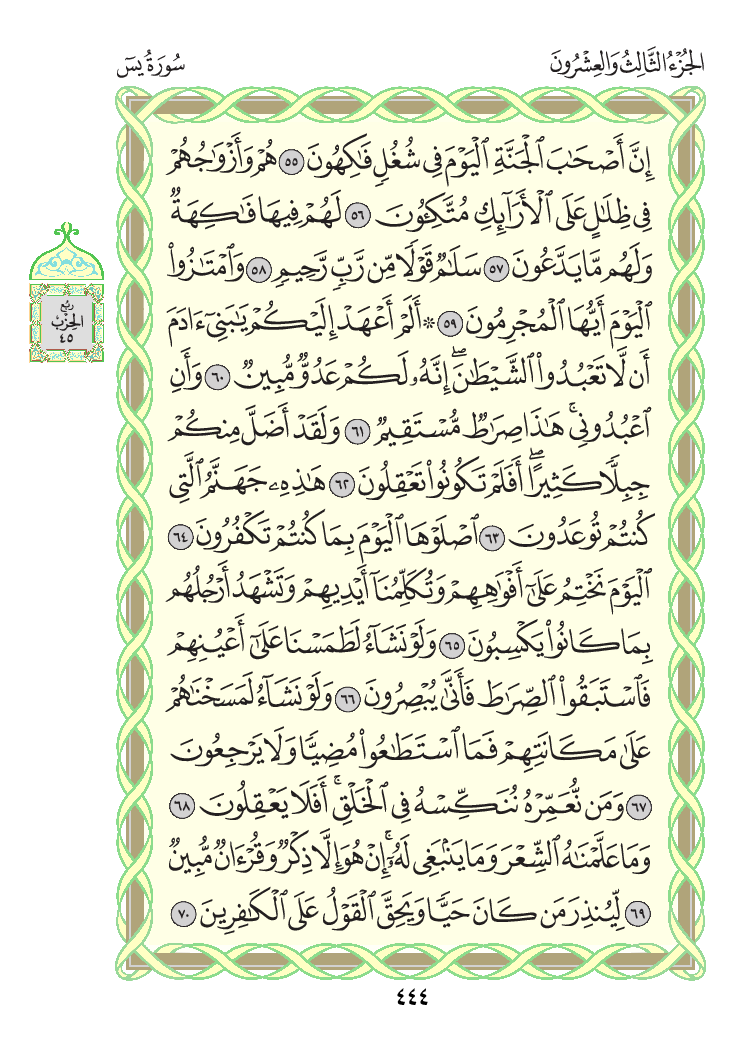 الجُزْءُ الثَّالِثُ وَالعِشْرُونَ
سُورَةُ يسٓ
إِنَّ أَصْحَٰبَ ٱلْجَنَّةِ ٱلْيَوْمَ فِى شُغُلٍ فَٰكِهُونَ ٥٥ هُمْ وَأَزْوَٰجُهُمْ
فِى ظِلَٰلٍ عَلَى ٱلْأَرَآئِكِ مُتَّكِـُٔونَ ٥٦ لَهُمْ فِيهَا فَٰكِهَةٌ
وَلَهُم مَّا يَدَّعُونَ ٥٧ سَلَٰمٌ قَوْلًا مِّن رَّبٍّ رَّحِيمٍ ٥٨ وَٱمْتَٰزُوا۟
ٱلْيَوْمَ أَيُّهَا ٱلْمُجْرِمُونَ ٥٩ ۞ أَلَمْ أَعْهَدْ إِلَيْكُمْ يَٰبَنِىٓ ءَادَمَ
أَن لَّا تَعْبُدُوا۟ ٱلشَّيْطَٰنَ ۖ إِنَّهُۥ لَكُمْ عَدُوٌّ مُّبِينٌ ٦٠ وَأَنِ
ٱعْبُدُونِى ۚ هَٰذَا صِرَٰطٌ مُّسْتَقِيمٌ ٦١ وَلَقَدْ أَضَلَّ مِنكُمْ
جِبِلًّا كَثِيرًا ۖ أَفَلَمْ تَكُونُوا۟ تَعْقِلُونَ ٦٢ هَٰذِهِۦ جَهَنَّمُ ٱلَّتِى
كُنتُمْ تُوعَدُونَ ٦٣ ٱصْلَوْهَا ٱلْيَوْمَ بِمَا كُنتُمْ تَكْفُرُونَ ٦٤
ٱلْيَوْمَ نَخْتِمُ عَلَىٰٓ أَفْوَٰهِهِمْ وَتُكَلِّمُنَآ أَيْدِيهِمْ وَتَشْهَدُ أَرْجُلُهُم
بِمَا كَانُوا۟ يَكْسِبُونَ ٦٥ وَلَوْ نَشَآءُ لَطَمَسْنَا عَلَىٰٓ أَعْيُنِهِمْ
فَٱسْتَبَقُوا۟ ٱلصِّرَٰطَ فَأَنَّىٰ يُبْصِرُونَ ٦٦ وَلَوْ نَشَآءُ لَمَسَخْنَٰهُمْ
عَلَىٰ مَكَانَتِهِمْ فَمَا ٱسْتَطَٰعُوا۟ مُضِيًّا وَلَا يَرْجِعُونَ
٦٧ وَمَن نُّعَمِّرْهُ نُنَكِّسْهُ فِى ٱلْخَلْقِ ۖ أَفَلَا يَعْقِلُونَ ٦٨
وَمَا عَلَّمْنَٰهُ ٱلشِّعْرَ وَمَا يَنۢبَغِى لَهُۥٓ ۚ إِنْ هُوَ إِلَّا ذِكْرٌ وَقُرْءَانٌ مُّبِينٌ
٦٩ لِّيُنذِرَ مَن كَانَ حَيًّا وَيَحِقَّ ٱلْقَوْلُ عَلَى ٱلْكَٰفِرِينَ ٧٠
رُبُع
الحِزْبِ
٤٥
٤٤٤